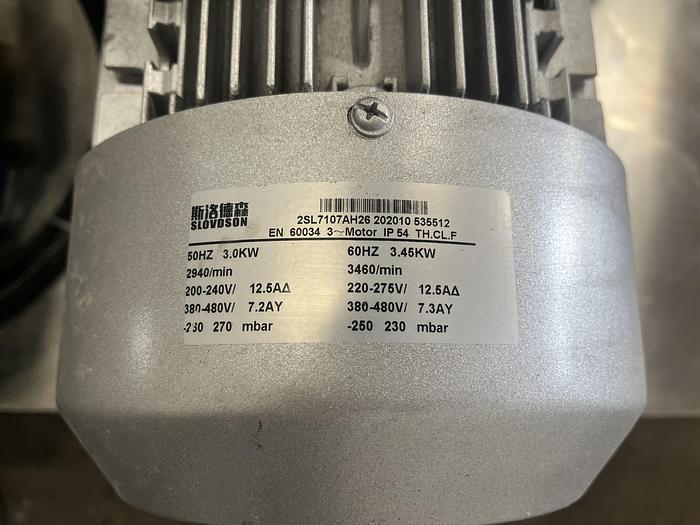 斯洛德森
SLOVDSON
2SL7107AH26 202010 535512
EN 60034 3~Motor IP 54 TH.CL.F
50HZ 3.0KW 60HZ 3.45KW
2940/min 3460/min
200-240V/ 12.5AΔ 220-275V/ 12.5AΔ
380-480V/ 7.2AY 380-480V/ 7.3AY
270 mbar -250 230 mbar